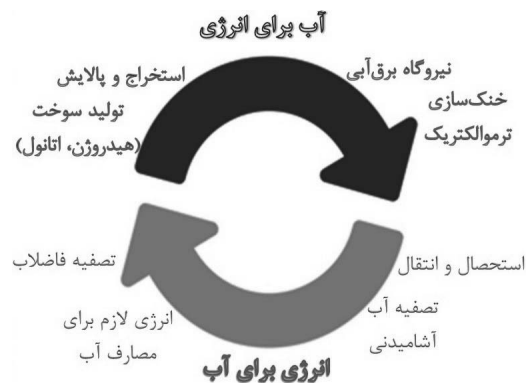 آب برای انرژی
نیروگاه برق‌آبی
خنک‌سازی
ترموالکتریک
استخراج و پالایش
تولید سوخت
(هیدروژن، اتانول)
استحصال و انتقال
تصفیه آب
آشامیدنی
تصفیه فاضلاب
انرژی لازم برای
مصارف آب
انرژی برای آب